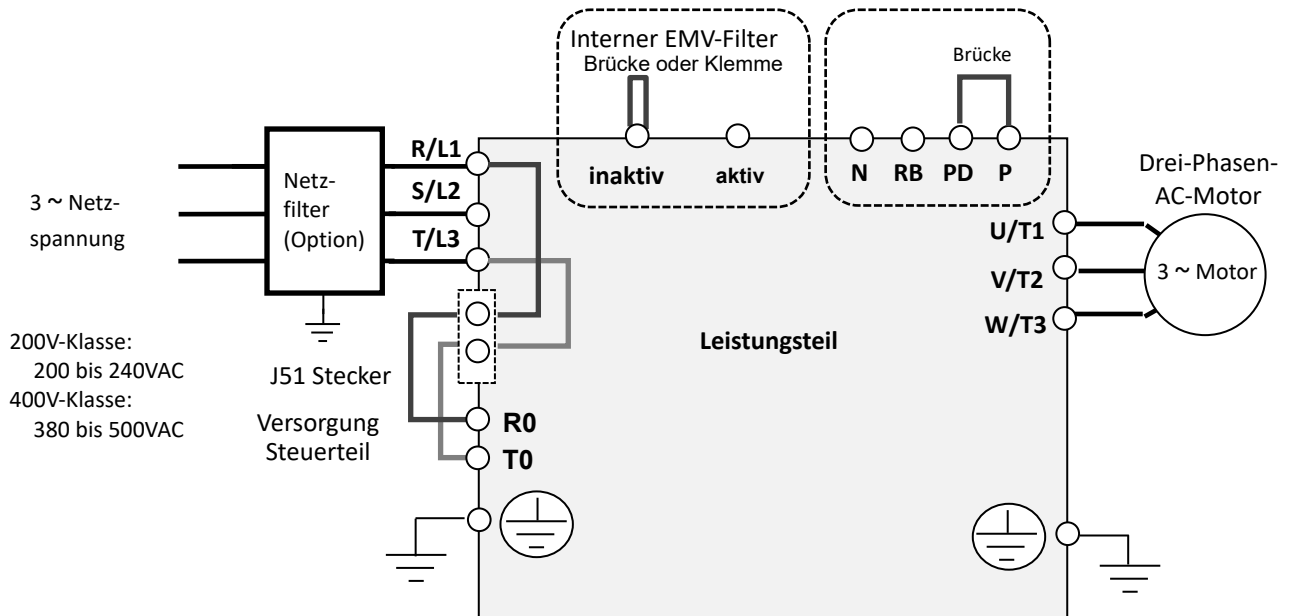 Interner EMV-Filter
Brücke oder Klemme
inaktiv
aktiv
Brücke
N RB PD P
3 ~ Netz-
spannung
Netz-
filter
(Option)
R/L1
S/L2
T/L3
200V-Klasse:
200 bis 240VAC
400V-Klasse:
380 bis 500VAC
J51 Stecker
Versorgung
Steuerteil
R0
T0
Leistungsteil
U/T1
V/T2
W/T3
Drei-Phasen-
AC-Motor
3 ~ Motor